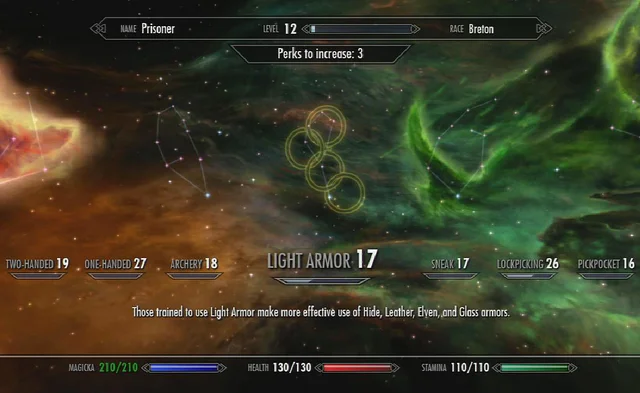 NAME Prisoner LEVEL 12 RACE Breton
Perks to increase: 3
TWO-HANDED 19 ONE-HANDED 27 ARCHERY 18 LIGHT ARMOR 17 SNEAK 17 LOCKPICKING 26 PICKPOCKET 16
Those trained to use Light Armor make more effective use of Hide, Leather, Elven, and Glass armors.
MAGICKA 210/210 HEALTH 130/130 STAMINA 110/110